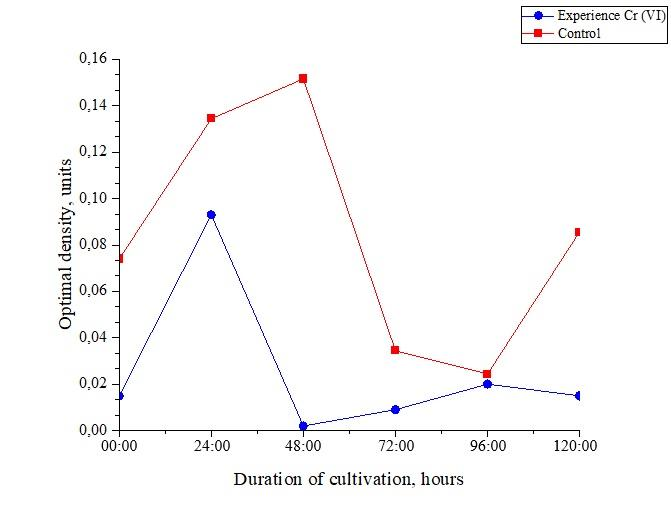 Experience Cr (VI)
Control
0,16
0,14
0,12
0,10
0,08
0,06
0,04
0,02
0,00
Optimal density, units
00:00 24:00 48:00 72:00 96:00 120:00
Duration of cultivation, hours